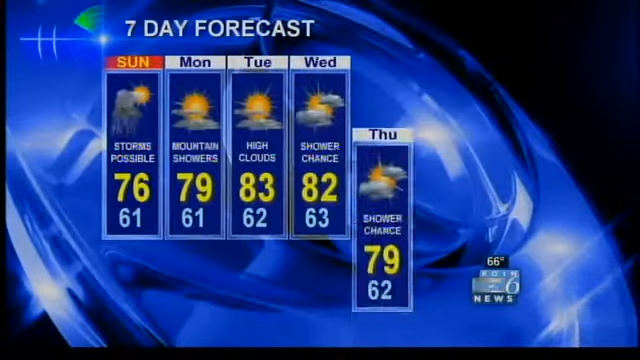 7 DAY FORECAST
SUN
STORMS
POSSIBLE
76
61
Mon
MOUNTAIN
SHOWERS
79
61
Tue
HIGH
CLOUDS
83
62
Wed
SHOWER
CHANCE
82
63
Thu
SHOWER
CHANCE
79
62
66°
KOIN
6
NEWS